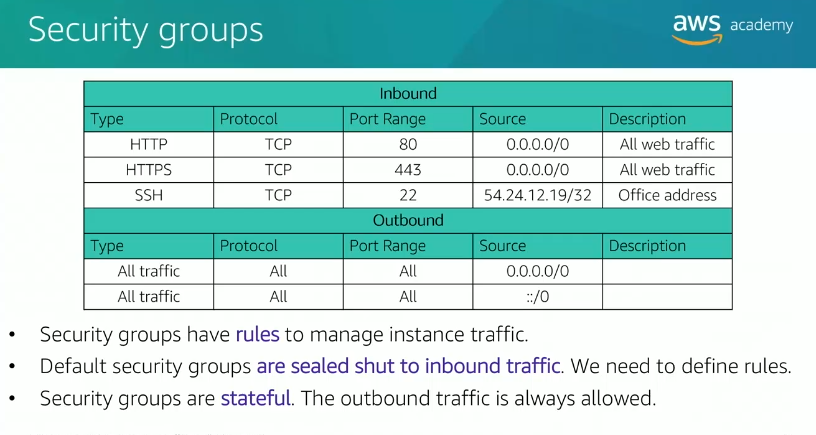 Security groups
aws academy
Inbound
Type Protocol Port Range Source Description
HTTP TCP 80 0.0.0.0/0 All web traffic
HTTPS TCP 443 0.0.0.0/0 All web traffic
SSH TCP 22 54.24.12.19/32 Office address
Outbound
Type Protocol Port Range Source Description
All traffic All All 0.0.0.0/0
All traffic All All ::/0
• Security groups have rules to manage instance traffic.
• Default security groups are sealed shut to inbound traffic. We need to define rules.
• Security groups are stateful. The outbound traffic is always allowed.